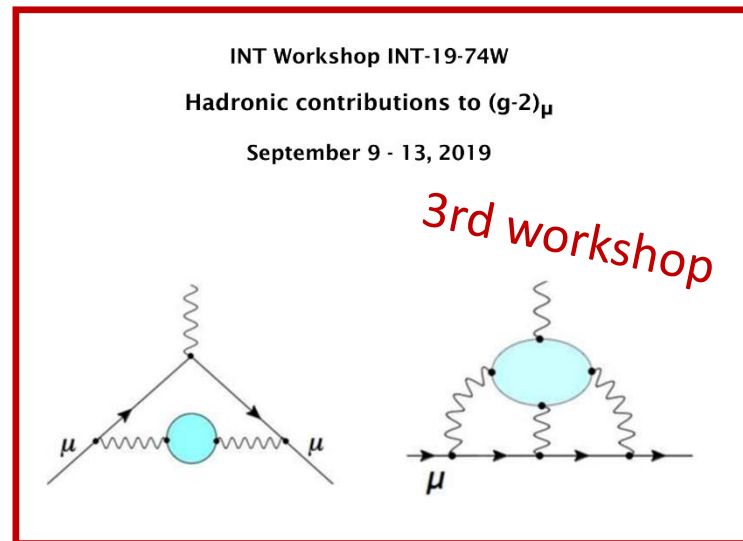 INT Workshop INT-19-74W
Hadronic contributions to (g-2)μ
September 9 - 13, 2019
3rd workshop
μ
μ
μ